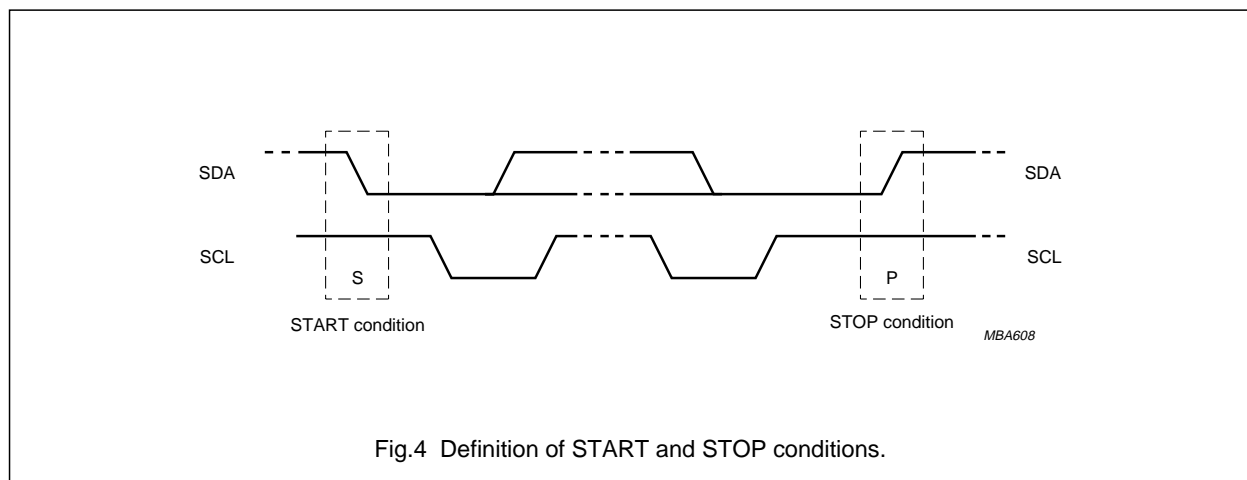 SDA
SDA
SCL
SCL
S
P
START condition
STOP condition
MBA608
Fig.4 Definition of START and STOP conditions.